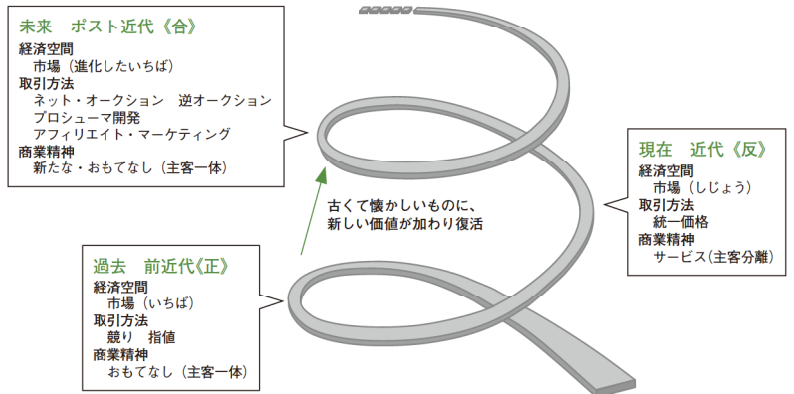 未来　ポスト近代《合》
経済空間
市場（進化したいちば）
取引方法
ネット・オークション　逆オークション
プロシューマ開発
アフィリエイト・マーケティング
商業精神
新たな・おもてなし（主客一体）
現在　近代《反》
経済空間
市場（しじょう）
取引方法
統一価格
商業精神
サービス（主客分離）
古くて懐かしいものに、
新しい価値が加わり復活
過去　前近代《正》
経済空間
市場（いちば）
取引方法
競り　指値
商業精神
おもてなし（主客一体）